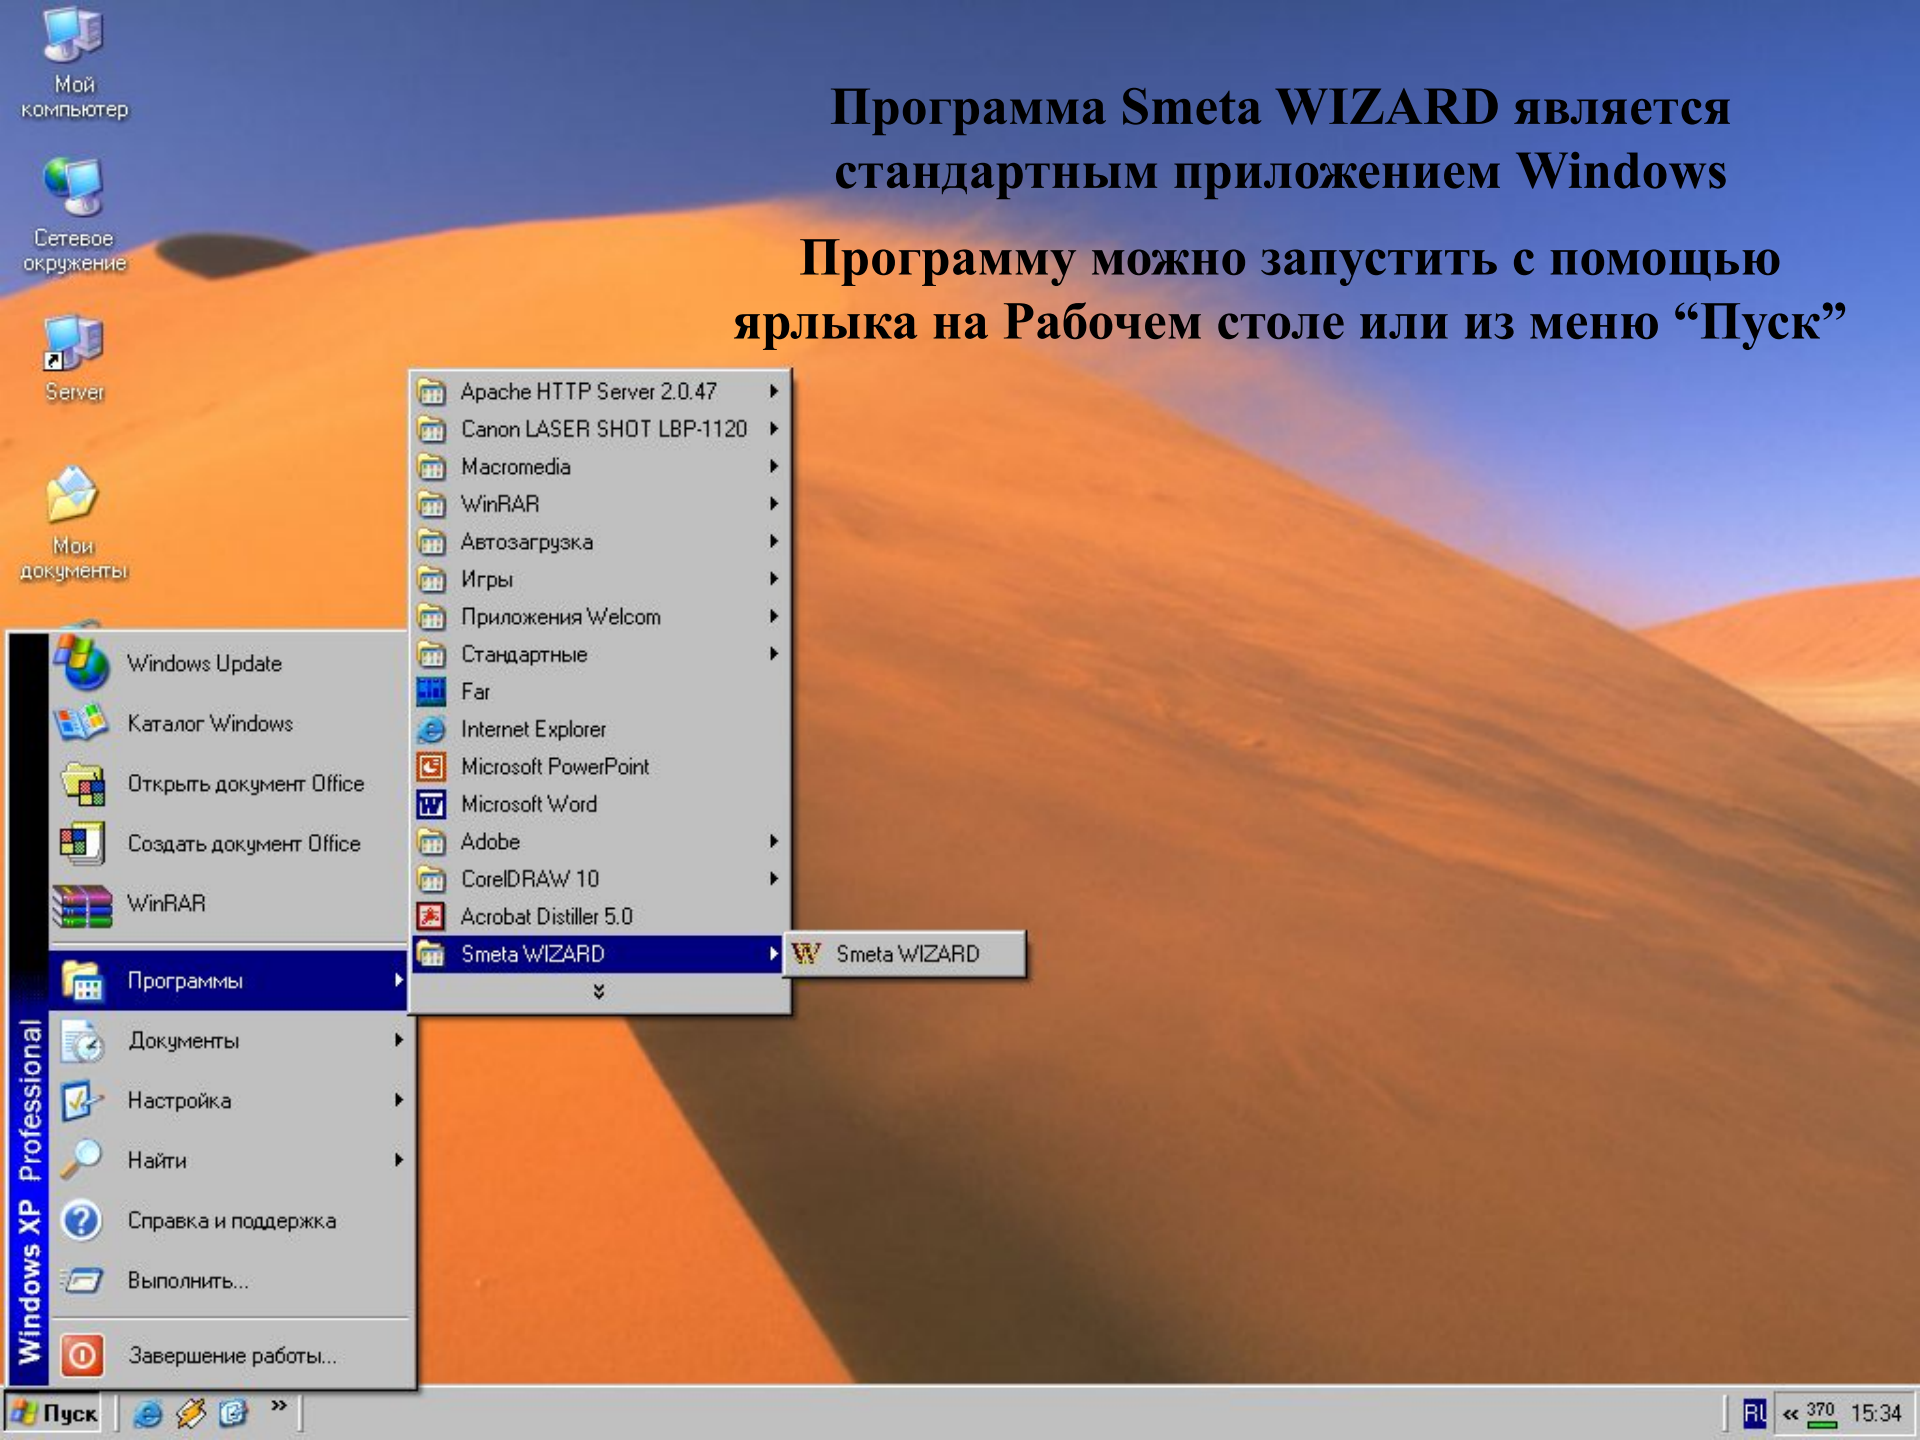 Мой
компьютер
Сетевое
окружение
Server
Мои
документы
Программа Smeta WIZARD является
стандартным приложением Windows
Программу можно запустить с помощью
ярлыка на Рабочем столе или из меню “Пуск”
Apache HTTP Server 2.0.47
Canon LASER SHOT LBP-1120
Macromedia
WinRAR
Автозагрузка
Игры
Приложения Welcom
Стандартные
Far
Internet Explorer
Microsoft PowerPoint
Microsoft Word
Adobe
CorelDRAW 10
Acrobat Distiller 5.0
Smeta WIZARD
Smeta WIZARD
Windows Update
Каталог Windows
Открыть документ Office
Создать документ Office
WinRAR
Программы
Документы
Настройка
Найти
Справка и поддержка
Выполнить...
Завершение работы...
Windows XP Professional
Пуск
»
RU
« 370 15:34